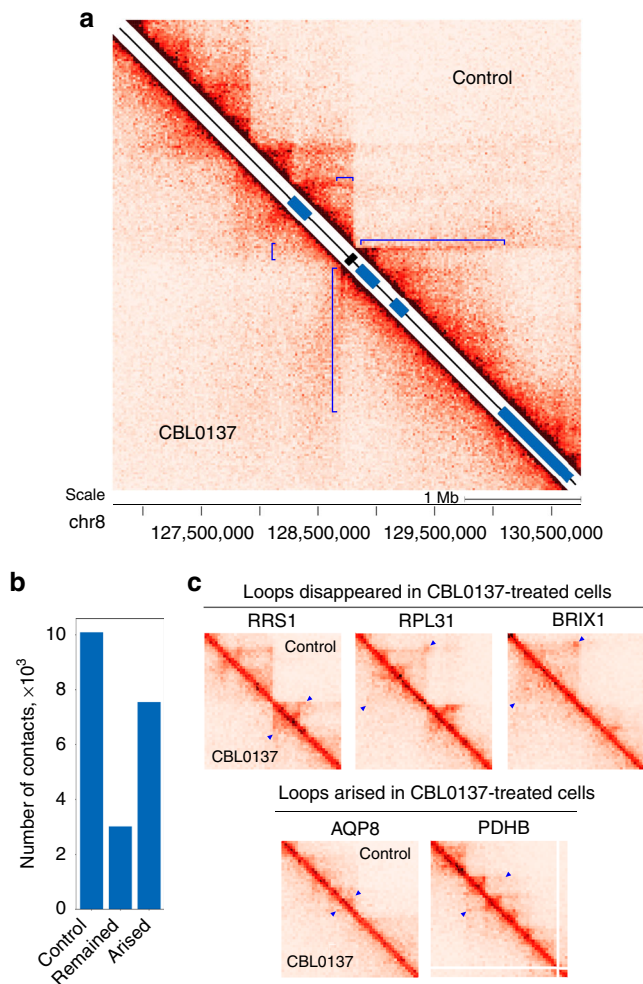 a
Control
CBL0137
Scale
1 Mb
chr8
127,500,000 128,500,000 129,500,000 130,500,000
b
Number of contacts, ×10³
10
8
6
4
2
0
Control
Remained
Arised
c
Loops disappeared in CBL0137-treated cells
RRS1 RPL31 BRIX1
Control
CBL0137
Loops arised in CBL0137-treated cells
AQP8 PDHB
Control
CBL0137